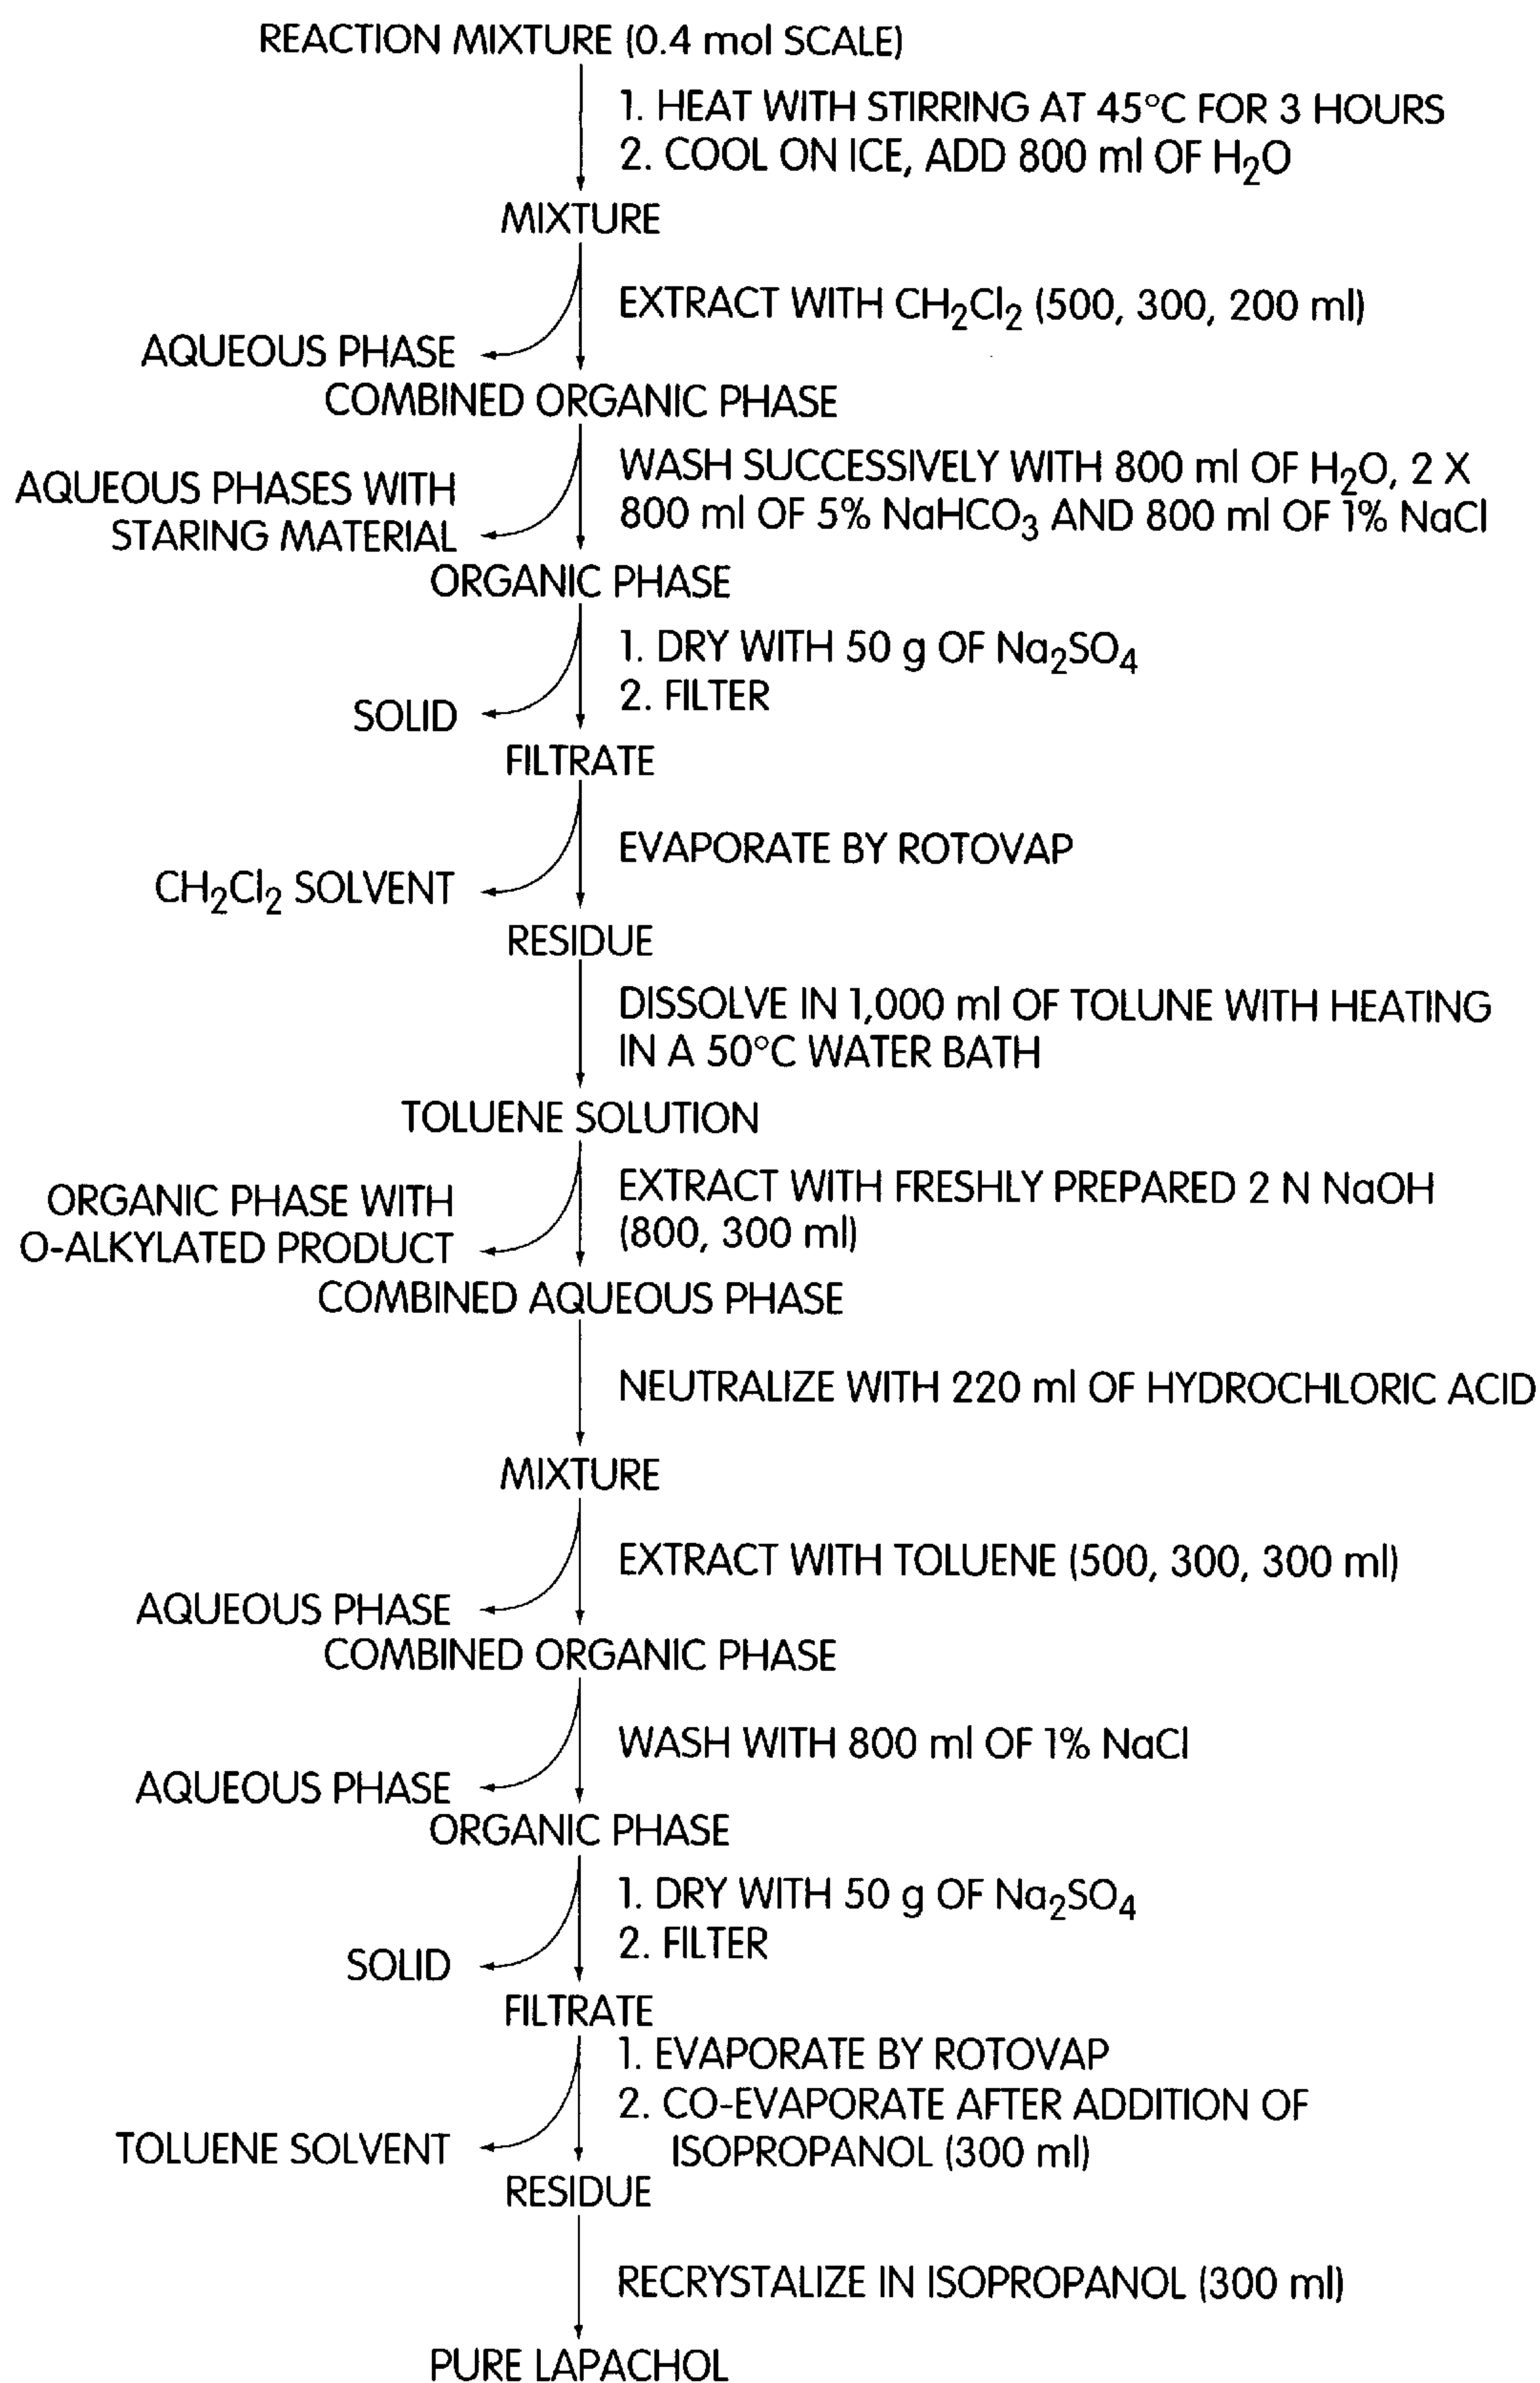 REACTION MIXTURE (0.4 mol SCALE)
1. HEAT WITH STIRRING AT 45°C FOR 3 HOURS
2. COOL ON ICE, ADD 800 ml OF H₂O
MIXTURE
EXTRACT WITH CH₂Cl₂ (500, 300, 200 ml)
AQUEOUS PHASE
COMBINED ORGANIC PHASE
WASH SUCCESSIVELY WITH 800 ml OF H₂O, 2 X
800 ml OF 5% NaHCO₃ AND 800 ml OF 1% NaCl
AQUEOUS PHASES WITH
STARING MATERIAL
ORGANIC PHASE
1. DRY WITH 50 g OF Na₂SO₄
2. FILTER
SOLID
FILTRATE
EVAPORATE BY ROTOVAP
CH₂Cl₂ SOLVENT
RESIDUE
DISSOLVE IN 1,000 ml OF TOLUNE WITH HEATING
IN A 50°C WATER BATH
TOLUENE SOLUTION
EXTRACT WITH FRESHLY PREPARED 2 N NaOH
(800, 300 ml)
ORGANIC PHASE WITH
O-ALKYLATED PRODUCT
COMBINED AQUEOUS PHASE
NEUTRALIZE WITH 220 ml OF HYDROCHLORIC ACID
MIXTURE
EXTRACT WITH TOLUENE (500, 300, 300 ml)
AQUEOUS PHASE
COMBINED ORGANIC PHASE
WASH WITH 800 ml OF 1% NaCl
AQUEOUS PHASE
ORGANIC PHASE
1. DRY WITH 50 g OF Na₂SO₄
2. FILTER
SOLID
FILTRATE
1. EVAPORATE BY ROTOVAP
2. CO-EVAPORATE AFTER ADDITION OF
ISOPROPANOL (300 ml)
TOLUENE SOLVENT
RESIDUE
RECRYSTALIZE IN ISOPROPANOL (300 ml)
PURE LAPACHOL